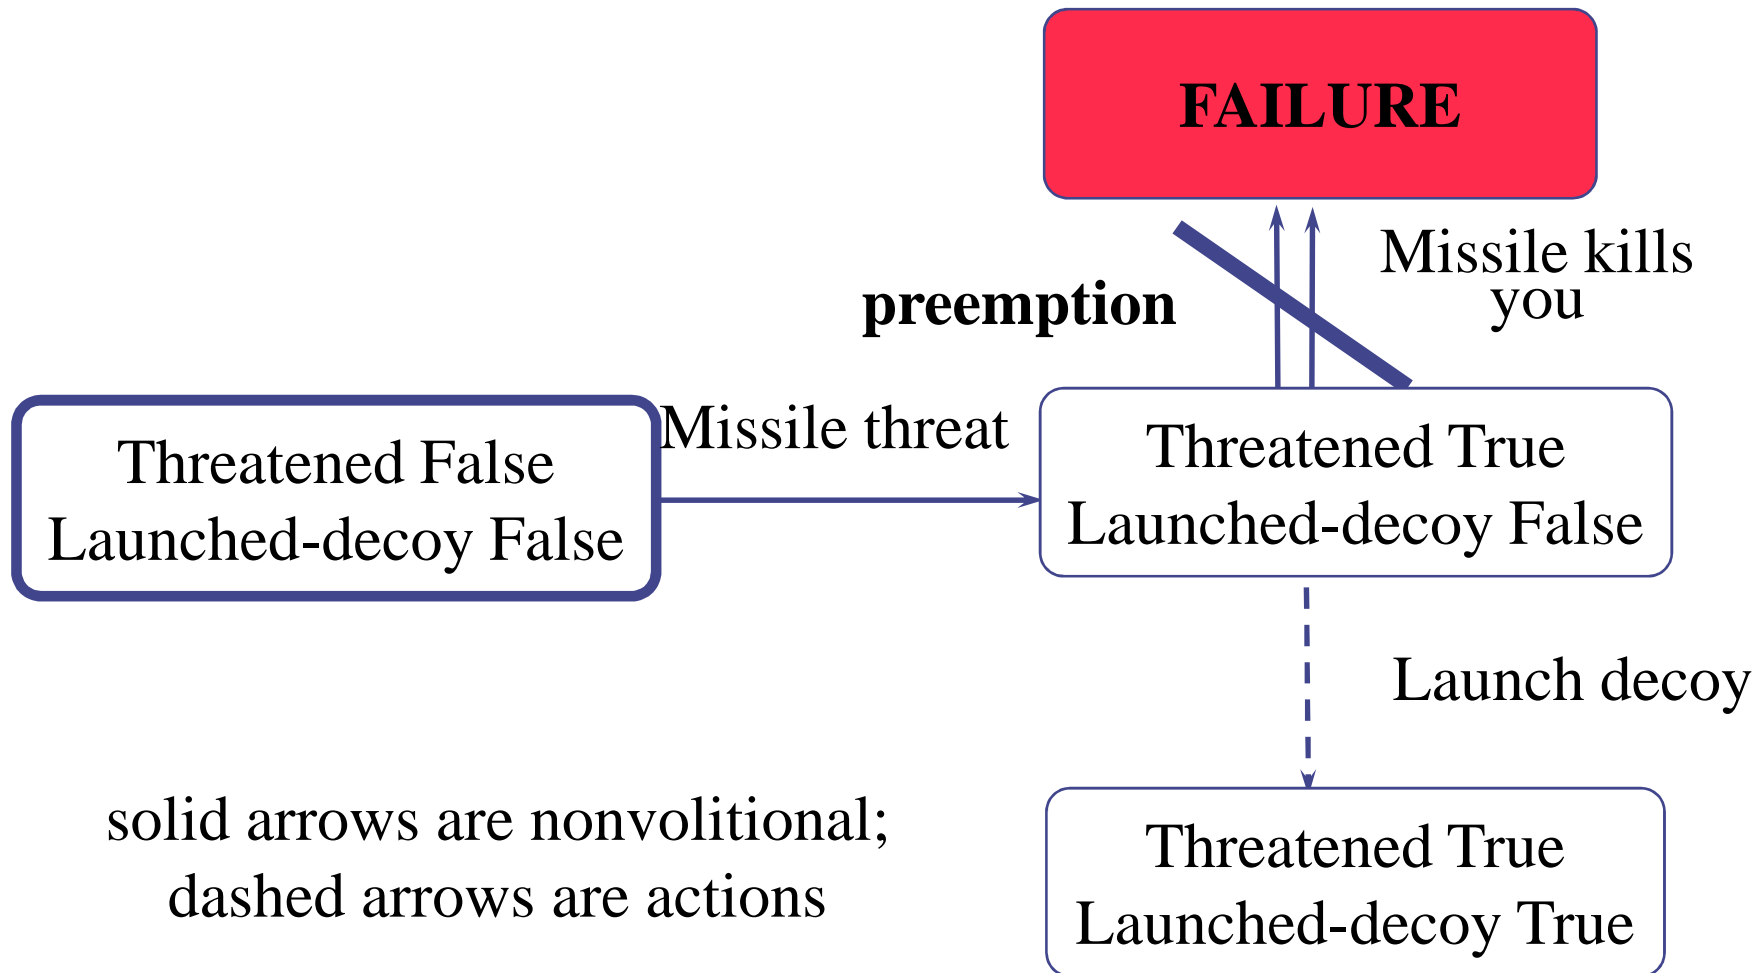 FAILURE
Missile kills
you
preemption
Missile threat
Threatened False
Launched-decoy False
Threatened True
Launched-decoy False
Launch decoy
solid arrows are nonvolitional;
dashed arrows are actions
Threatened True
Launched-decoy True